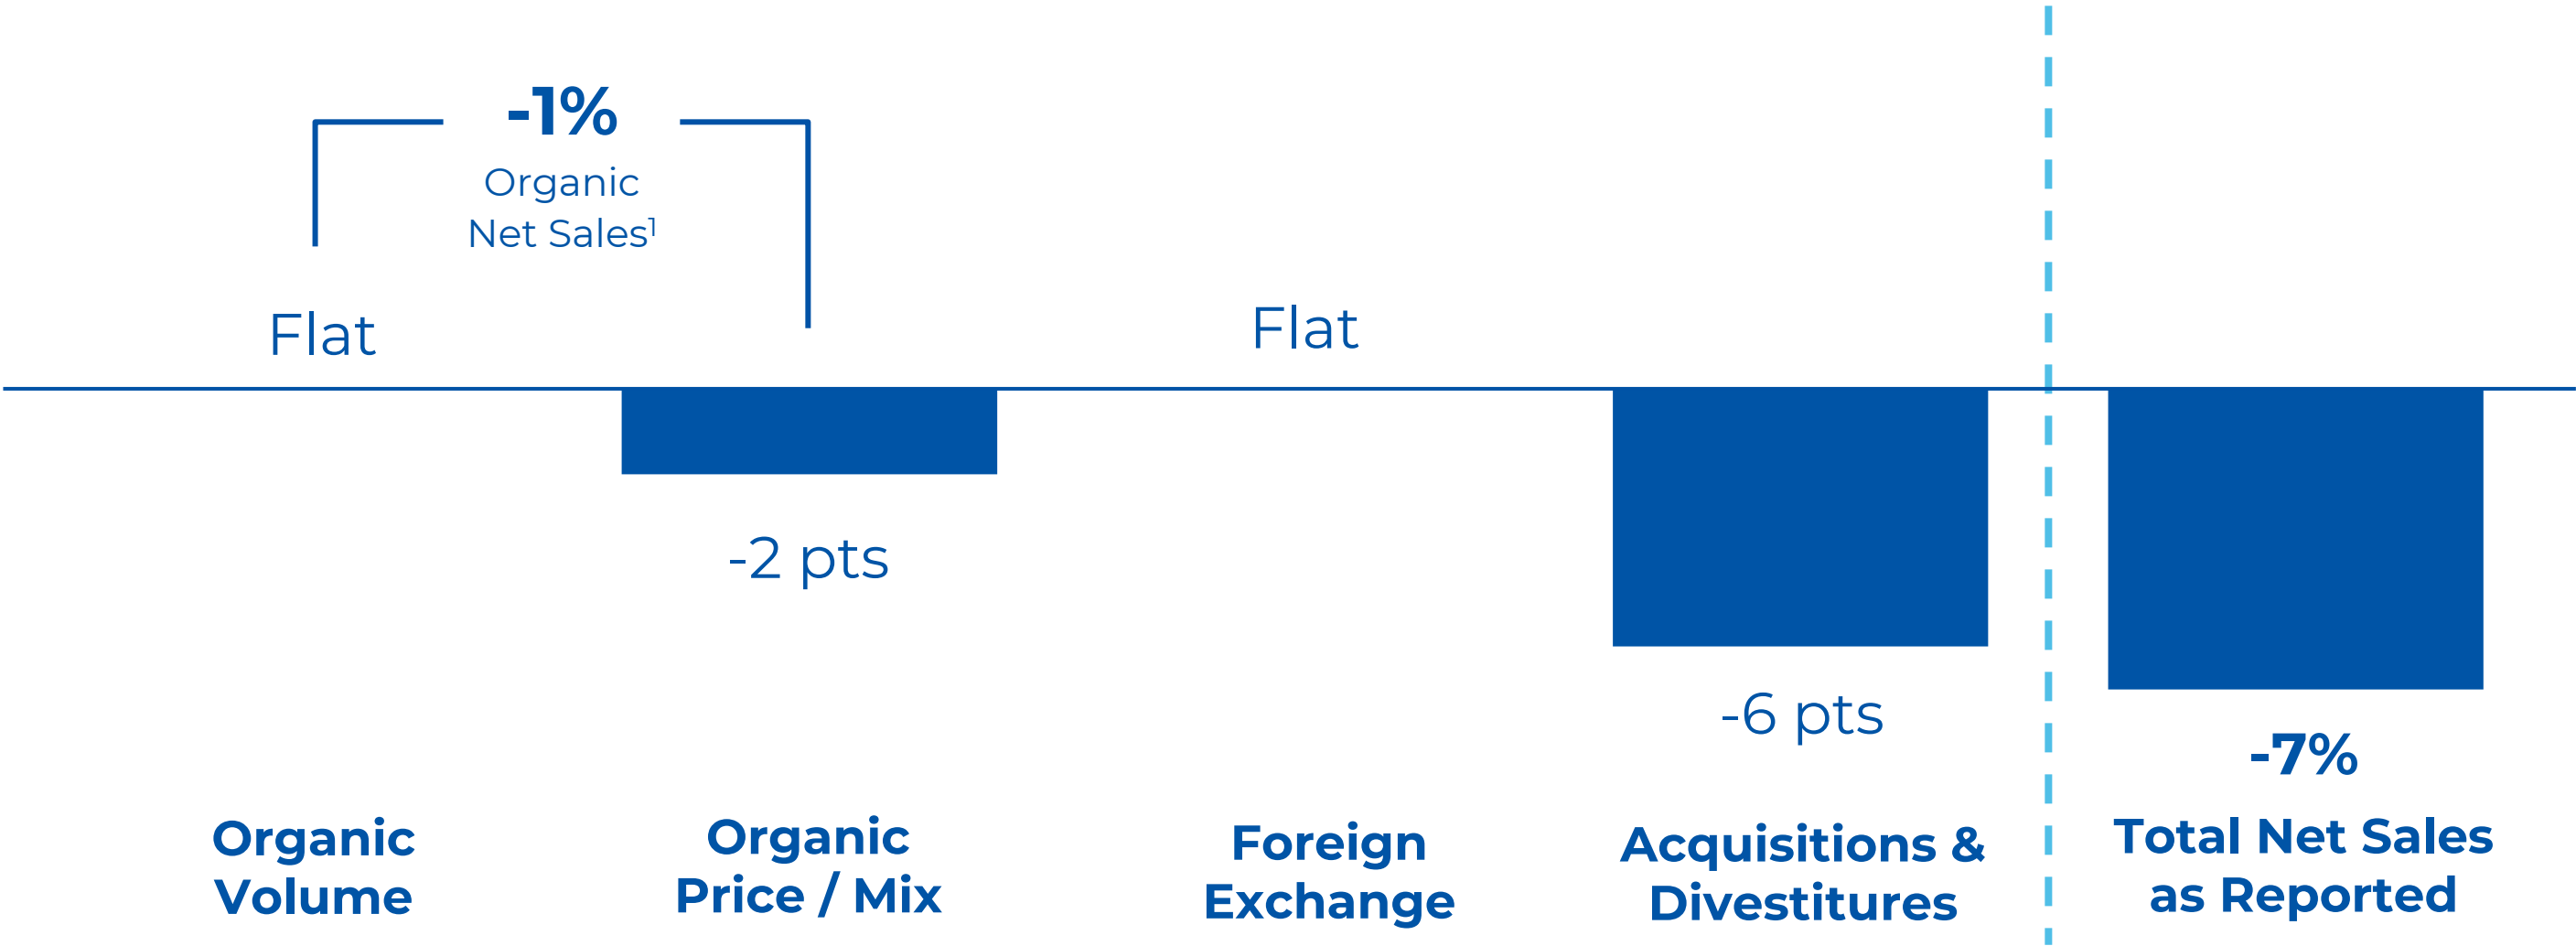 -1%
Organic
Net Sales¹
Flat
Flat
-2 pts
-6 pts
-7%
Organic
Volume
Organic
Price / Mix
Foreign
Exchange
Acquisitions &
Divestitures
Total Net Sales
as Reported